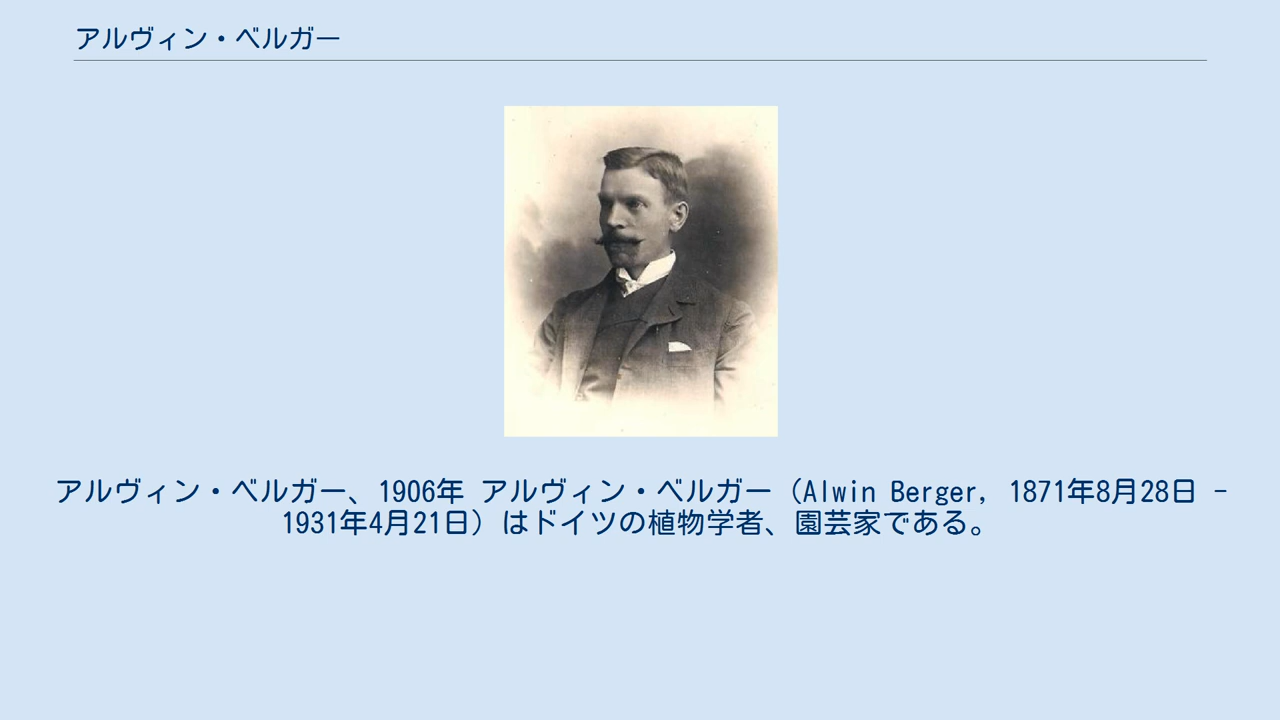 アルヴィン・ベルガー
アルヴィン・ベルガー、1906年 アルヴィン・ベルガー（Alwin Berger, 1871年8月28日 -
1931年4月21日）はドイツの植物学者、園芸家である。